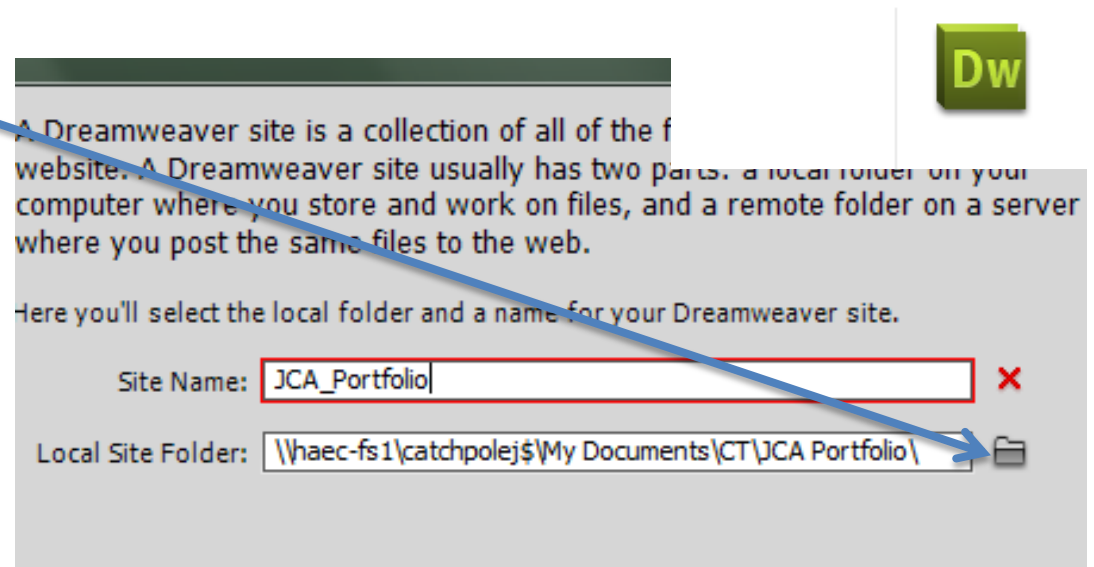 Dw
A Dreamweaver site is a collection of all of the
website. A Dreamweaver site usually has two parts: a local folder on your
computer where you store and work on files, and a remote folder on a server
where you post the same files to the web.
Here you'll select the local folder and a name for your Dreamweaver site.
Site Name: JCA_Portfolio
Local Site Folder: \\haec-fs1\catchpolej$\My Documents\CT\JCA Portfolio\